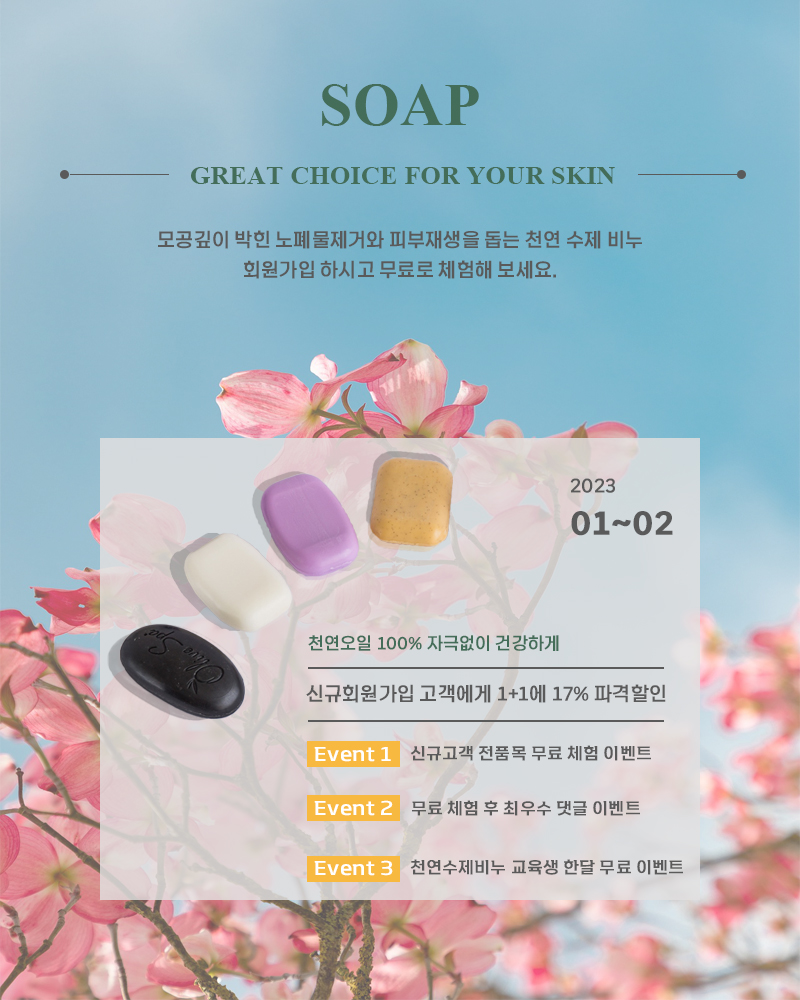 SOAP
GREAT CHOICE FOR YOUR SKIN
모공깊이 박힌 노폐물제거와 피부재생을 돕는 천연 수제 비누
회원가입 하시고 무료로 체험해 보세요.
2023
01~02
Olive Spa
천연오일 100% 자극없이 건강하게
신규회원가입 고객에게 1+1에 17% 파격할인
Event 1 신규고객 전품목 무료 체험 이벤트
Event 2 무료 체험 후 최우수 댓글 이벤트
Event 3 천연수제비누 교육생 한달 무료 이벤트